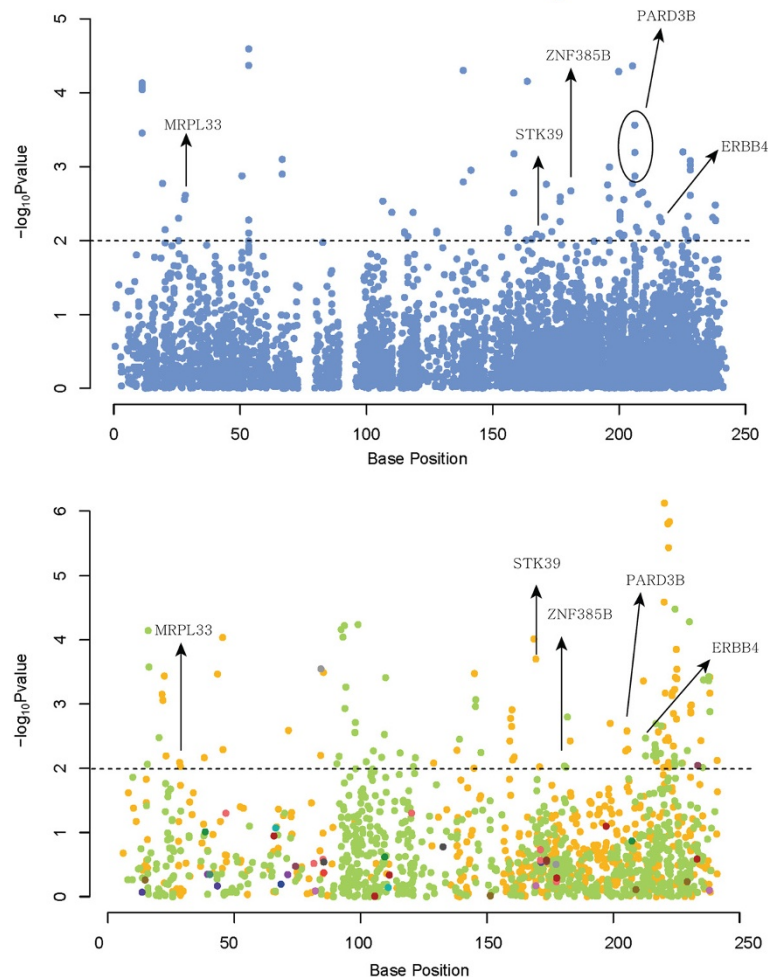 PARD3B
5
ZNF385B
4
MRPL33
STK39
ERBB4
3
2
1
0
−log₁₀Pvalue
0 50 100 150 200 250
Base Position
6
5
STK39
PARD3B
ZNF385B
4
MRPL33
ERBB4
3
2
1
0
−log₁₀Pvalue
0 50 100 150 200 250
Base Position